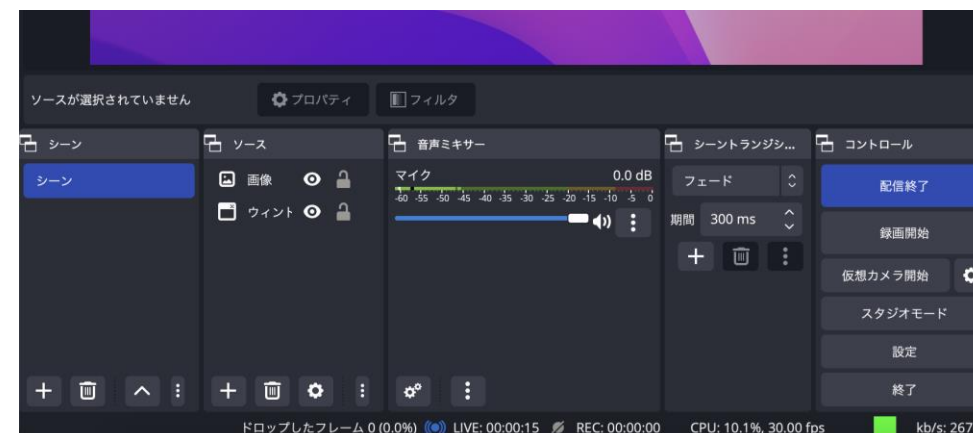 ソースが選択されていません
プロパティ
フィルタ
シーン
シーン
ソース
画像
ウィント
音声ミキサー
マイク
0.0 dB
-60 -55 -50 -45 -40 -35 -30 -25 -20 -15 -10 -5 0
シーントランジシ...
フェード
期間 300 ms
コントロール
配信終了
録画開始
仮想カメラ開始
スタジオモード
設定
終了
ドロップしたフレーム 0 (0.0%) LIVE: 00:00:15 REC: 00:00:00 CPU: 10.1%, 30.00 fps kb/s: 267